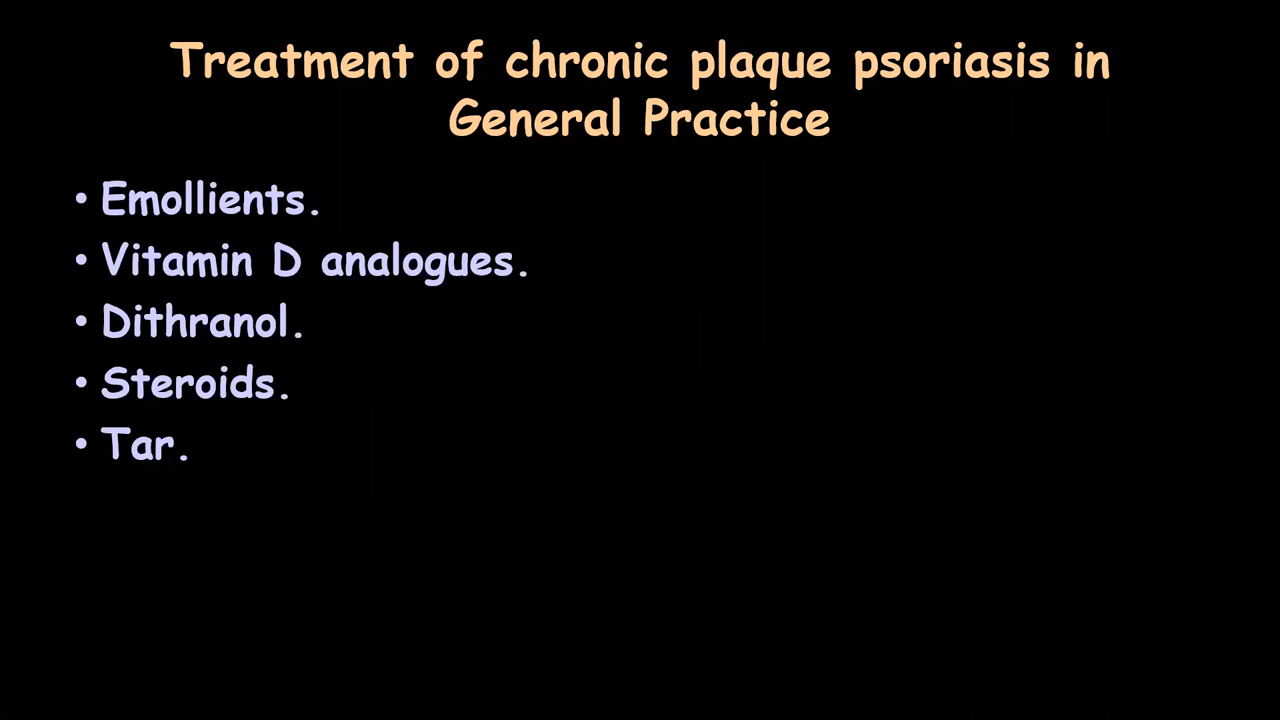 Treatment of chronic plaque psoriasis in
General Practice
• Emollients.
• Vitamin D analogues.
• Dithranol.
• Steroids.
• Tar.